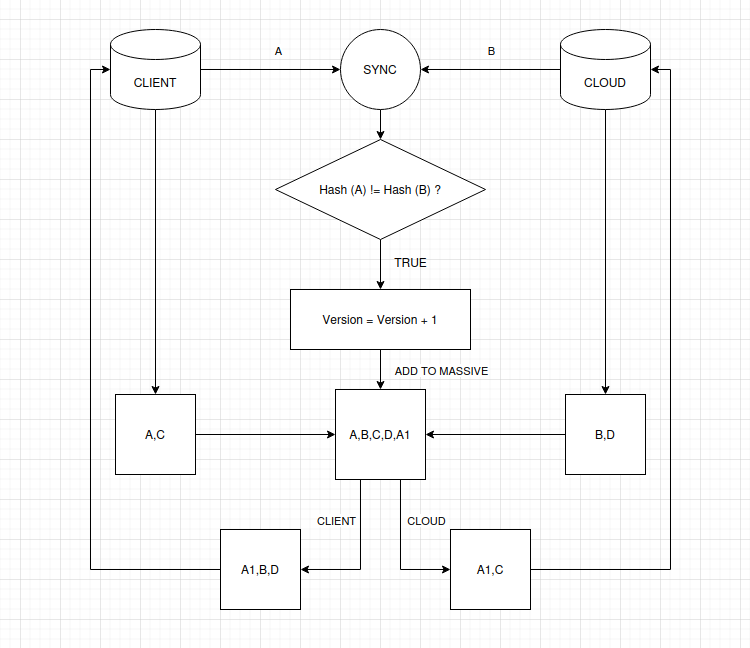 A
B
CLIENT
SYNC
CLOUD
Hash (A) != Hash (B) ?
TRUE
Version = Version + 1
ADD TO MASSIVE
A,C
A,B,C,D,A1
B,D
CLIENT
CLOUD
A1,B,D
A1,C